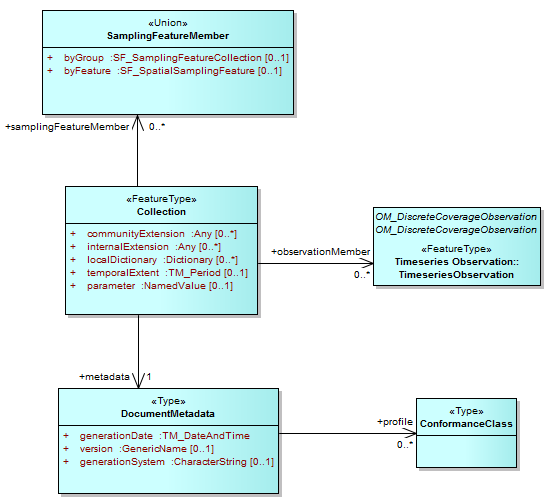 «Union»
SamplingFeatureMember
+ byGroup :SF_SamplingFeatureCollection [0..1]
+ byFeature :SF_SpatialSamplingFeature [0..1]
+samplingFeatureMember 0..*
«FeatureType»
Collection
+ communityExtension :Any [0..*]
+ internalExtension :Any [0..*]
+ localDictionary :Dictionary [0..*]
+ temporalExtent :TM_Period [0..1]
+ parameter :NamedValue [0..1]
+observationMember
0..*
OM_DiscreteCoverageObservation
OM_DiscreteCoverageObservation
«FeatureType»
Timeseries Observation::
TimeseriesObservation
+metadata 1
«Type»
DocumentMetadata
+ generationDate :TM_DateAndTime
+ version :GenericName [0..1]
+ generationSystem :CharacterString [0..1]
+profile
0..*
«Type»
ConformanceClass